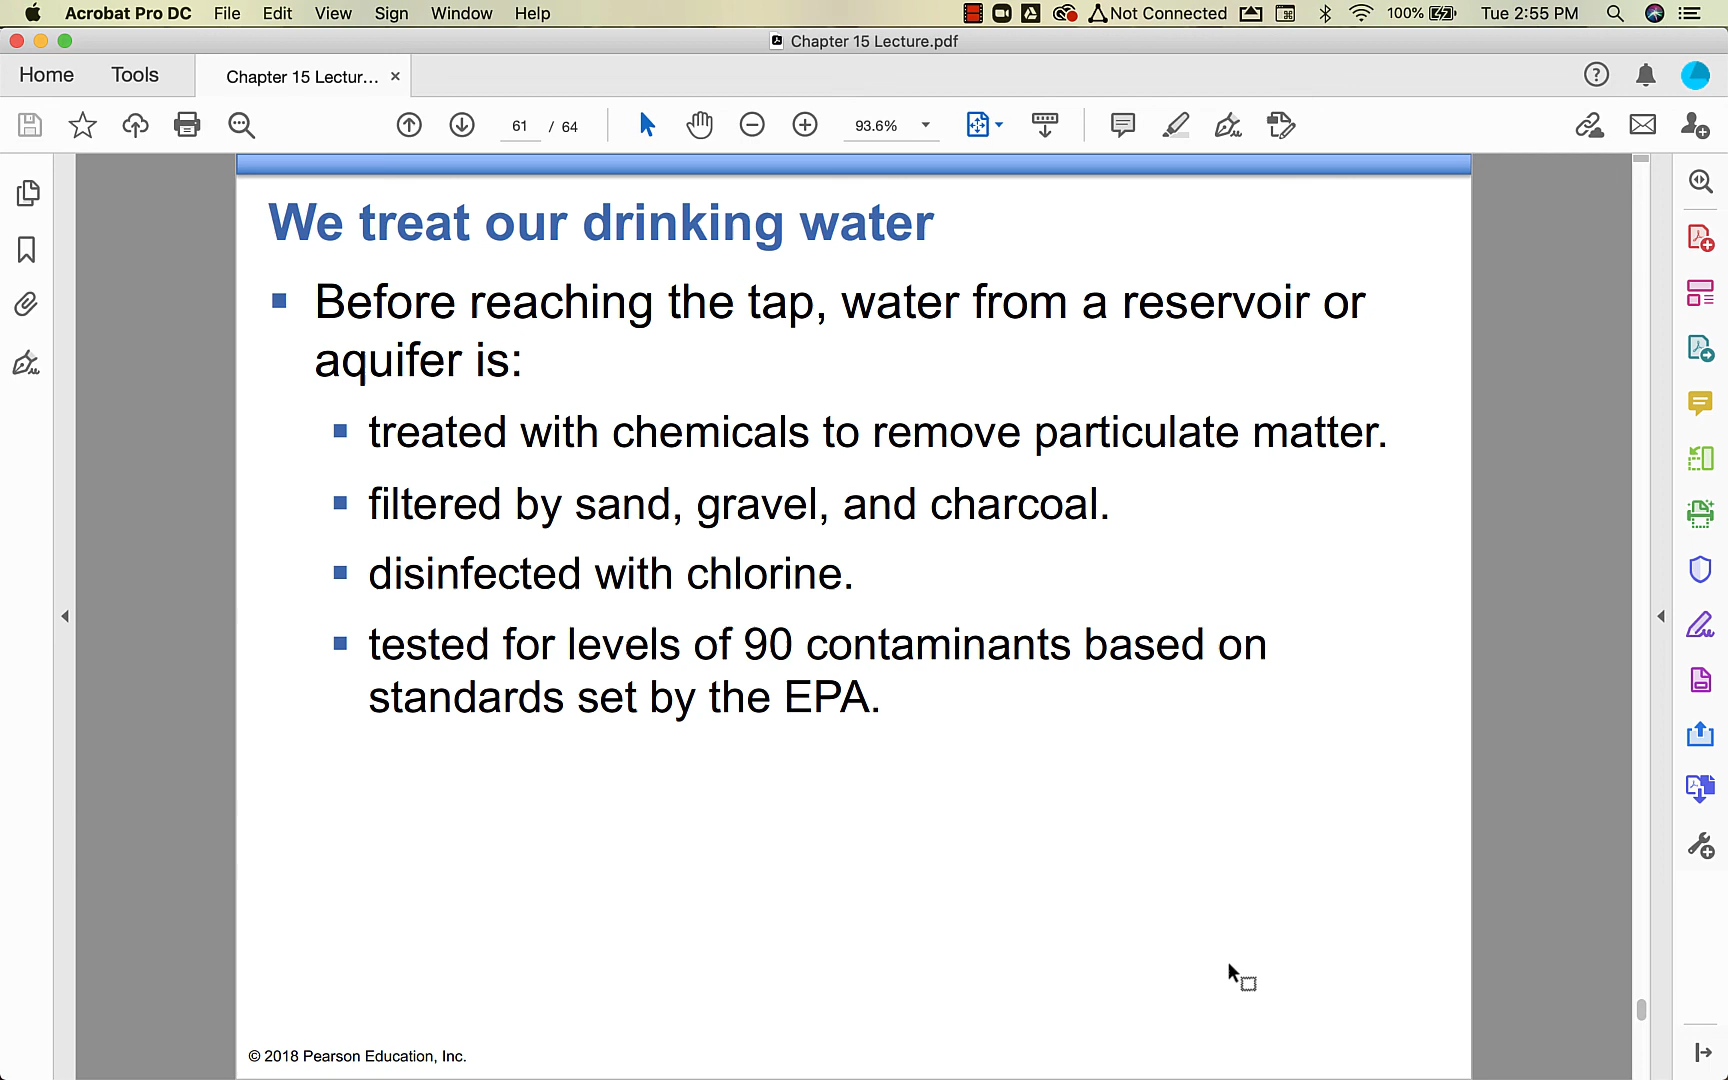 Acrobat Pro DC File Edit View Sign Window Help Not Connected 100% Tue 2:55 PM
Chapter 15 Lecture.pdf
Home Tools Chapter 15 Lectur... ×
61 / 64 93.6%
We treat our drinking water
Before reaching the tap, water from a reservoir or
aquifer is:
treated with chemicals to remove particulate matter.
filtered by sand, gravel, and charcoal.
disinfected with chlorine.
tested for levels of 90 contaminants based on
standards set by the EPA.
© 2018 Pearson Education, Inc.